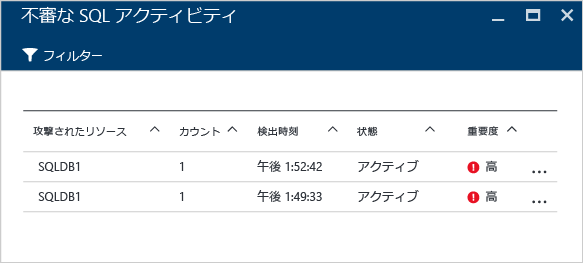 不審な SQL アクティビティ
フィルター
攻撃されたリソース カウント 検出時刻 状態 重要度
SQLDB1 1 午後 1:52:42 アクティブ 高 ...
SQLDB1 1 午後 1:49:33 アクティブ 高 ...